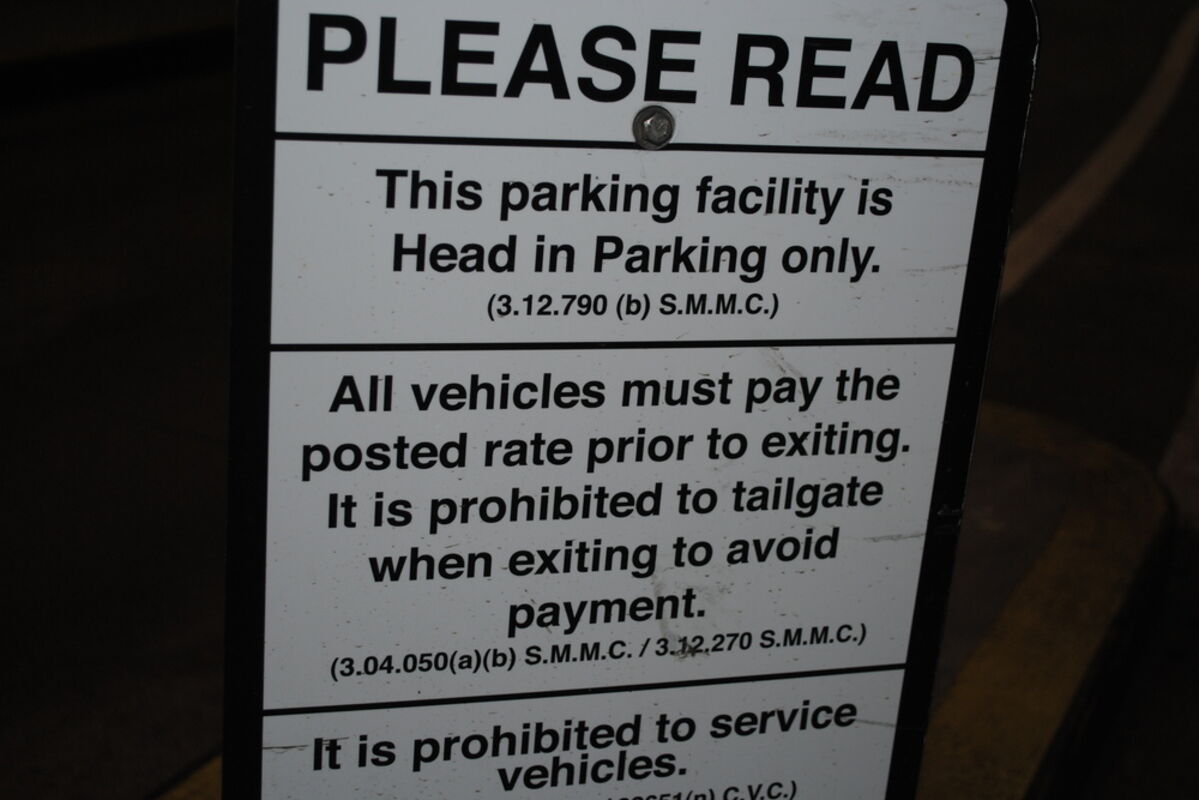 PLEASE READ
This parking facility is
Head in Parking only.
(3.12.790 (b) S.M.M.C.)
All vehicles must pay the
posted rate prior to exiting.
It is prohibited to tailgate
when exiting to avoid
payment.
(3.04.050(a)(b) S.M.M.C. / 3.12.270 S.M.M.C.)
It is prohibited to service
vehicles.
C.V.C.)